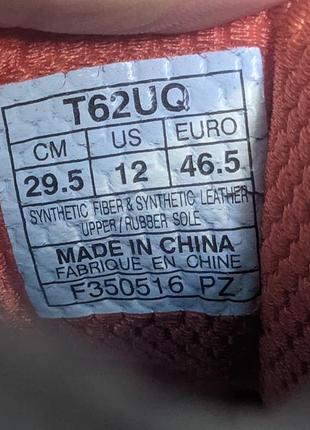 T62UQ
CM US EURO
29.5 12 46.5
SYNTHETIC FIBER & SYNTHETIC LEATHER
UPPER / RUBBER SOLE
MADE IN CHINA
FABRIQUE EN CHINE
F350516 PZ